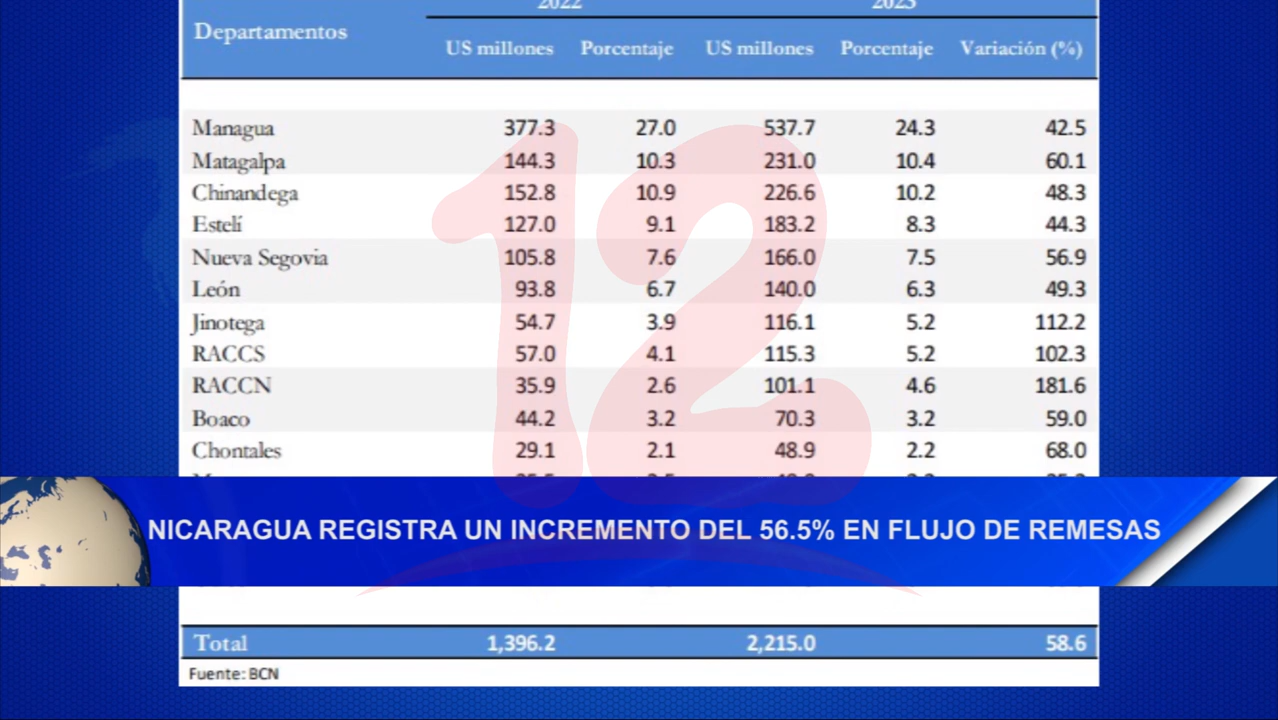 2022 2023
Departamentos
US millones Porcentaje US millones Porcentaje Variación (%)
Managua 377.3 27.0 537.7 24.3 42.5
Matagalpa 144.3 10.3 231.0 10.4 60.1
Chinandega 152.8 10.9 226.6 10.2 48.3
Estelí 127.0 9.1 183.2 8.3 44.3
Nueva Segovia 105.8 7.6 166.0 7.5 56.9
León 93.8 6.7 140.0 6.3 49.3
Jinotega 54.7 3.9 116.1 5.2 112.2
RACCS 57.0 4.1 115.3 5.2 102.3
RACCN 35.9 2.6 101.1 4.6 181.6
Boaco 44.2 3.2 70.3 3.2 59.0
Chontales 29.1 2.1 48.9 2.2 68.0
12
NICARAGUA REGISTRA UN INCREMENTO DEL 56.5% EN FLUJO DE REMESAS
Total 1,396.2 2,215.0 58.6
Fuente: BCN